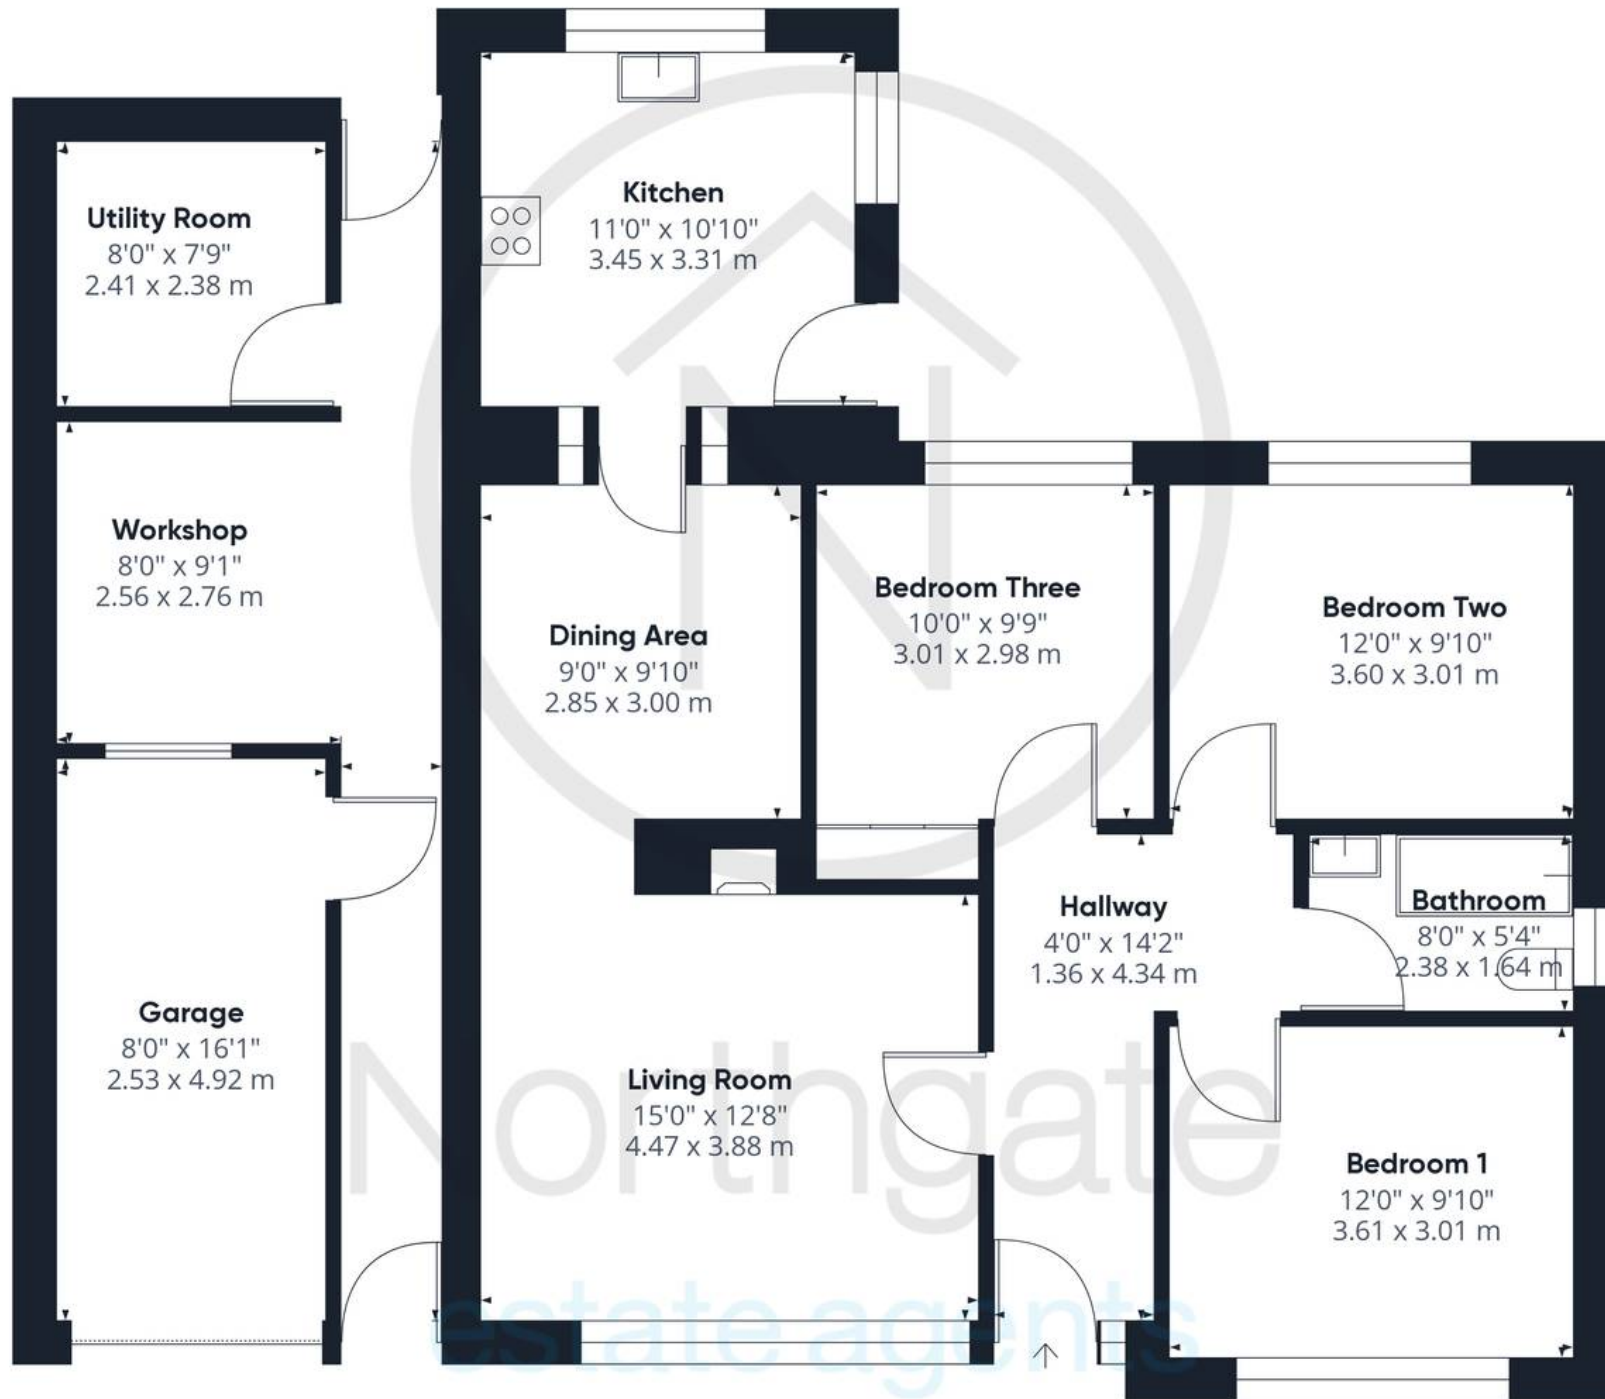 Kitchen
11'0" x 10'10"
3.45 x 3.31 m
Utility Room
8'0" x 7'9"
2.41 x 2.38 m
Workshop
8'0" x 9'1"
2.56 x 2.76 m
Dining Area
9'0" x 9'10"
2.85 x 3.00 m
Bedroom Three
10'0" x 9'9"
3.01 x 2.98 m
Bedroom Two
12'0" x 9'10"
3.60 x 3.01 m
Hallway
4'0" x 14'2"
1.36 x 4.34 m
Bathroom
8'0" x 5'4"
2.38 x 1.64 m
Garage
8'0" x 16'1"
2.53 x 4.92 m
Living Room
15'0" x 12'8"
4.47 x 3.88 m
Bedroom 1
12'0" x 9'10"
3.61 x 3.01 m
N
Northgate
estate agents